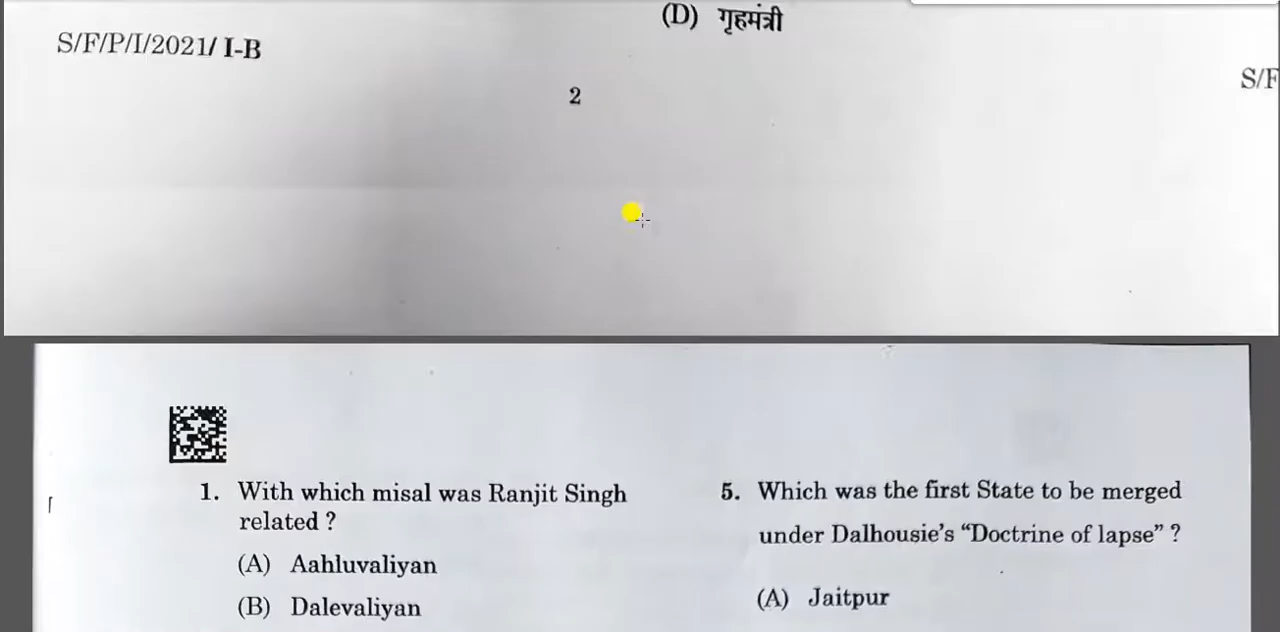 (D) गृहमंत्री
S/F/P/I/2021/ I-B
S/F
2
1. With which misal was Ranjit Singh
related ?
(A) Aahluvaliyan
(B) Dalevaliyan
5. Which was the first State to be merged
under Dalhousie's “Doctrine of lapse” ?
(A) Jaitpur